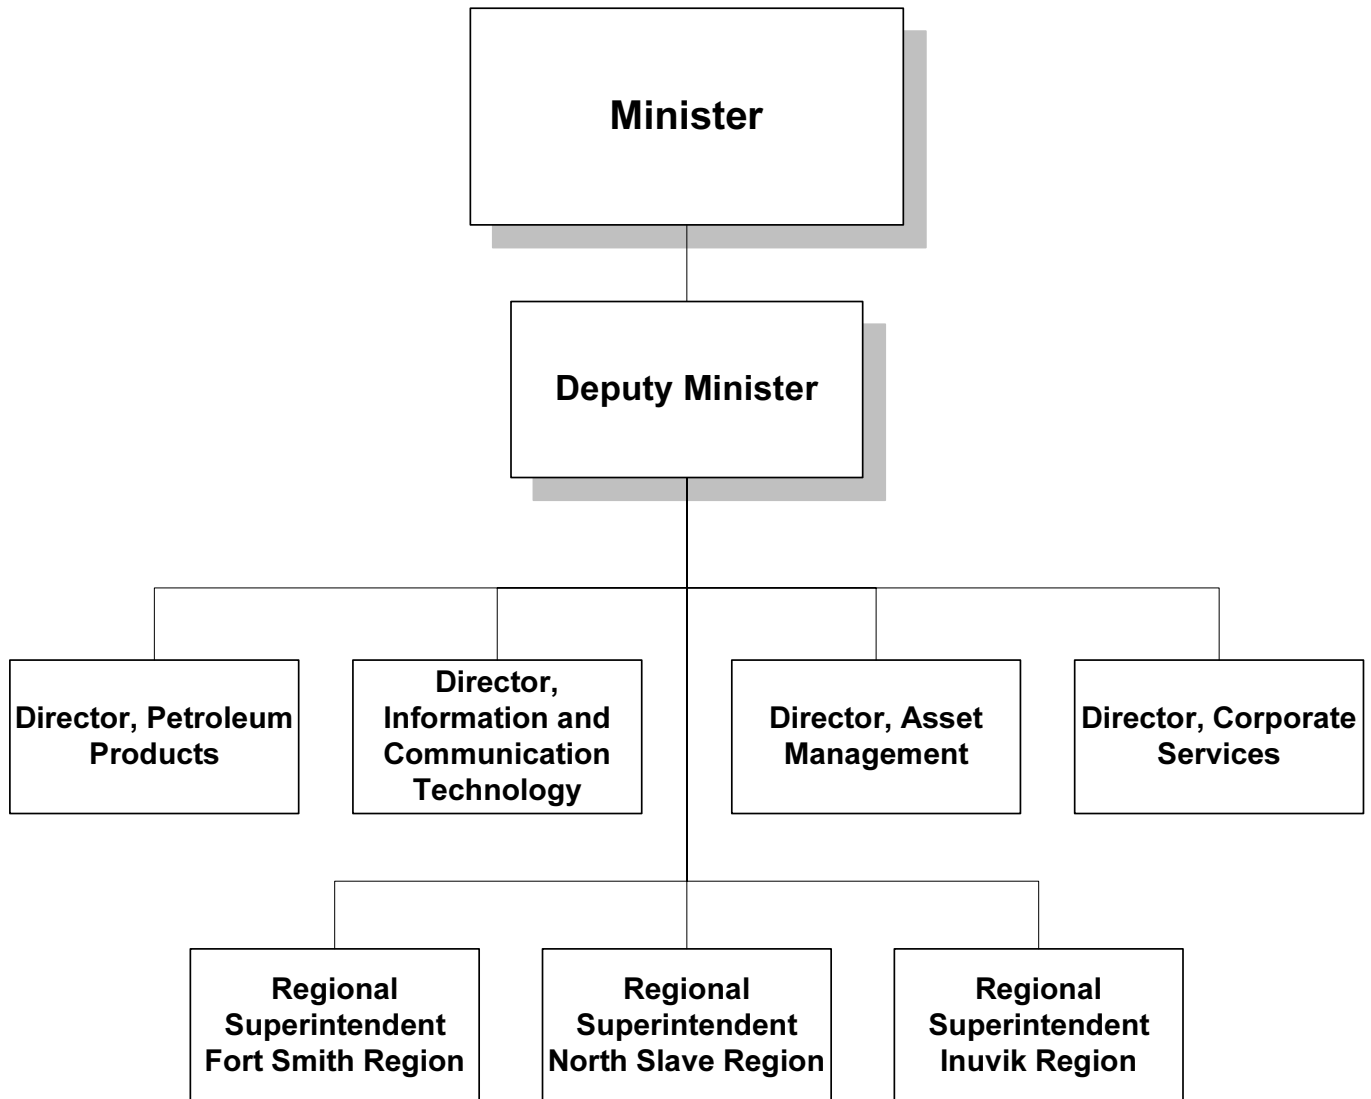 Minister
Deputy Minister
Director, Petroleum
Products
Director,
Information and
Communication
Technology
Director, Asset
Management
Director, Corporate
Services
Regional
Superintendent
Fort Smith Region
Regional
Superintendent
North Slave Region
Regional
Superintendent
Inuvik Region